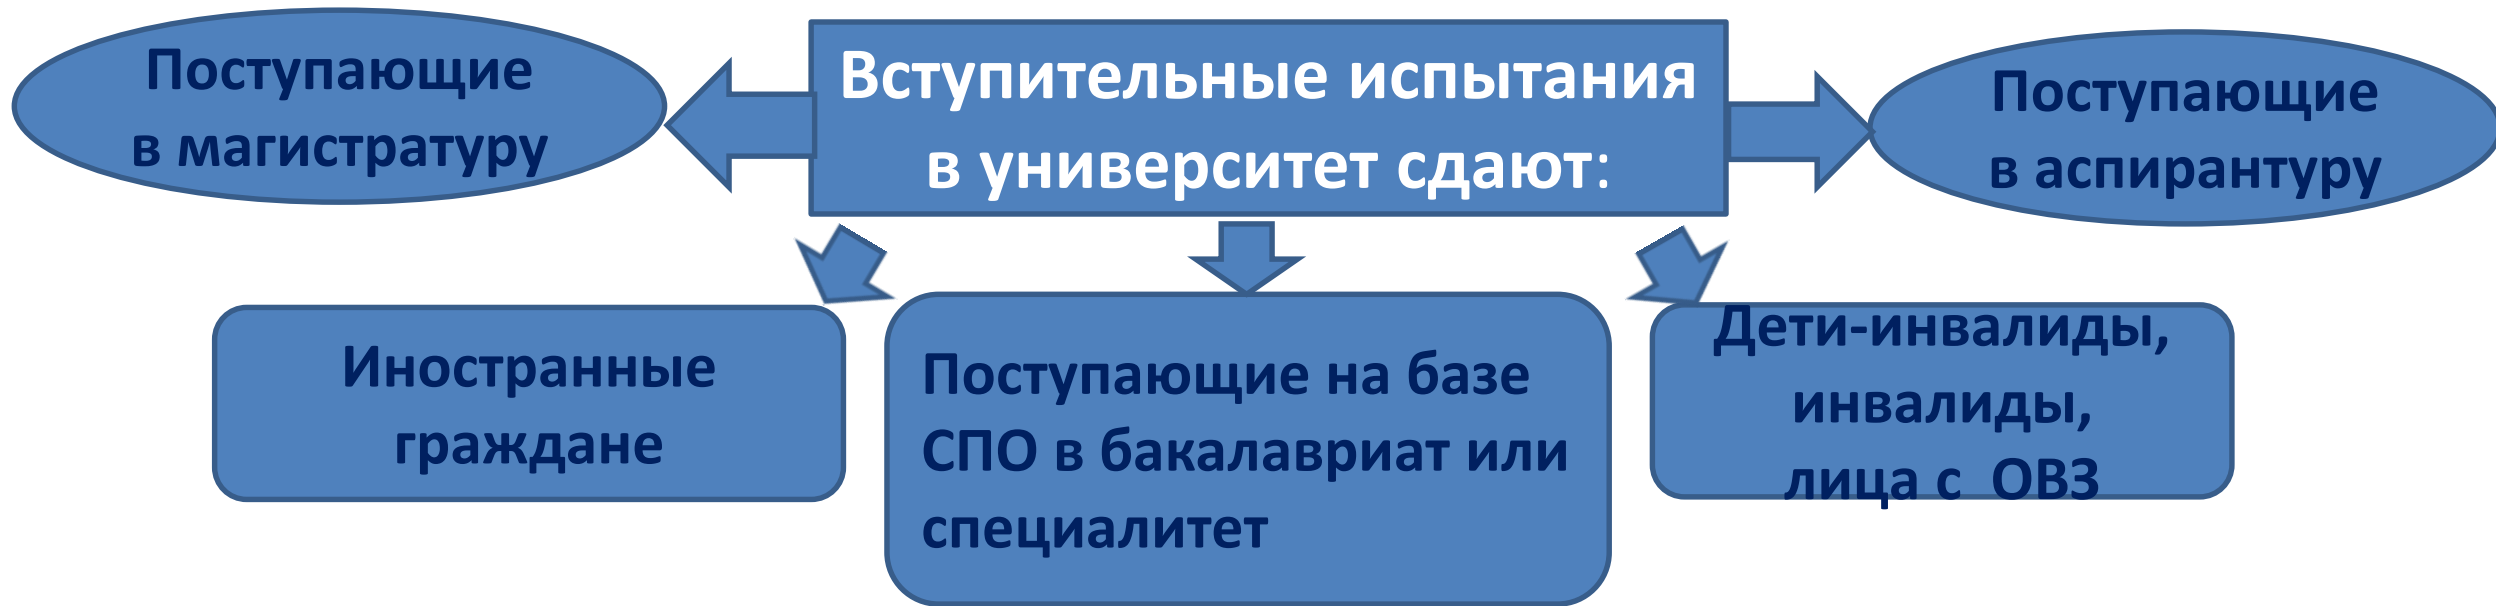 Поступающие
в магистратуру
Вступительные испытания
в университет сдают:
Поступающие
в аспирантуру
Иностранные
граждане
Поступающие на базе
СПО в бакалавриат или
специалитет
Дети-инвалиды,
инвалиды,
лица с ОВЗ